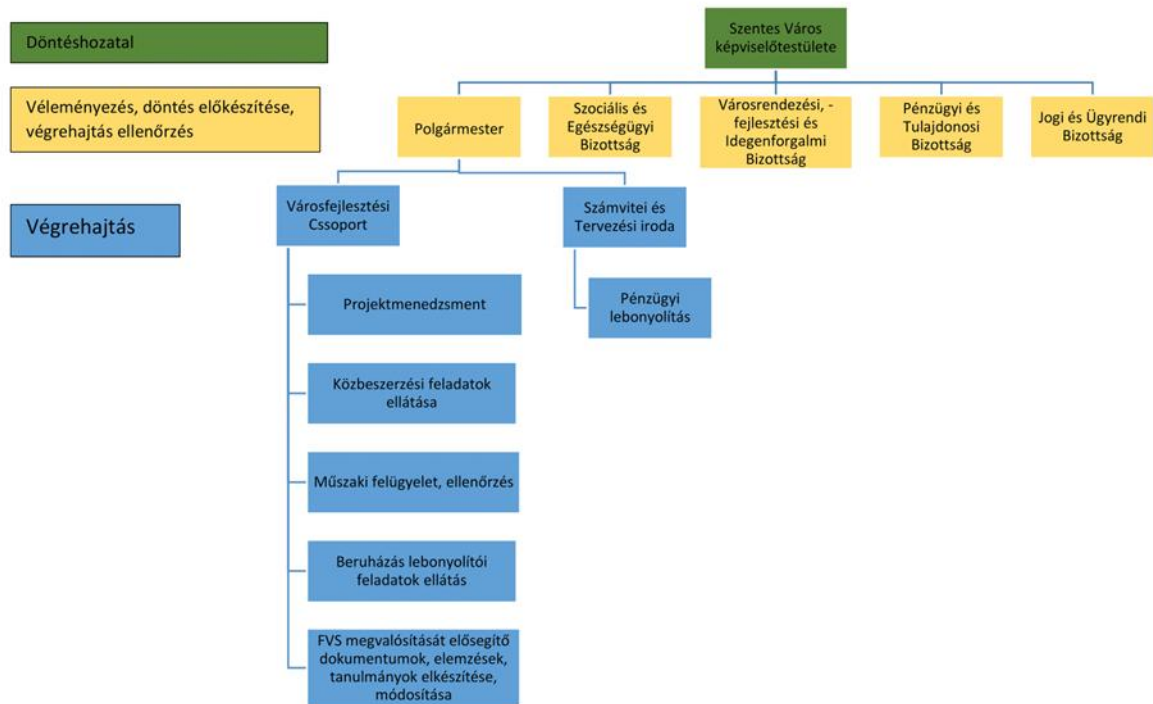 Döntéshozatal
Szentes Város
képviselőtestülete
Véleményezés, döntés előkészítése,
végrehajtás ellenőrzés
Polgármester
Szociális és
Egészségügyi
Bizottság
Városrendezési, -
fejlesztési és
Idegenforgalmi
Bizottság
Pénzügyi és
Tulajdonosi
Bizottság
Jogi és Ügyrendi
Bizottság
Végrehajtás
Városfejlesztési
Cssoport
Számvitei és
Tervezési iroda
Projektmenedzsment
Pénzügyi
lebonyolítás
Közbeszerzési feladatok
ellátása
Műszaki felügyelet, ellenőrzés
Beruházás lebonyolítói
feladatok ellátás
FVS megvalósítását elősegítő
dokumentumok, elemzések,
tanulmányok elkészítése,
módosítása